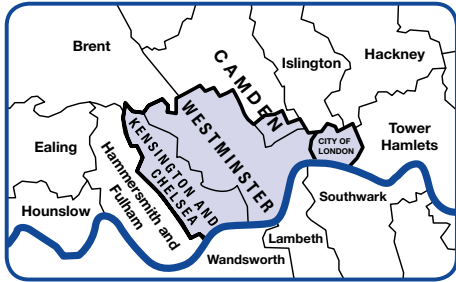 Brent
CAMDEN
Islington
Hackney
WESTMINSTER
KENSINGTON AND
CHELSEA
CITY OF
LONDON
Tower
Hamlets
Ealing
Hammersmith and
Fulham
Hounslow
Southwark
Lambeth
Wandsworth